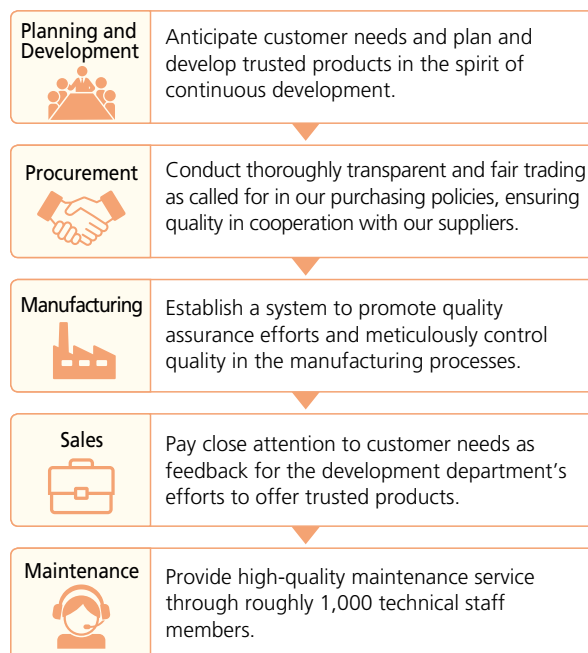 Planning and
Development
Anticipate customer needs and plan and
develop trusted products in the spirit of
continuous development.
Procurement
Conduct thoroughly transparent and fair trading
as called for in our purchasing policies, ensuring
quality in cooperation with our suppliers.
Manufacturing
Establish a system to promote quality
assurance efforts and meticulously control
quality in the manufacturing processes.
Sales
Pay close attention to customer needs as
feedback for the development department’s
efforts to offer trusted products.
Maintenance
Provide high-quality maintenance service
through roughly 1,000 technical staff
members.